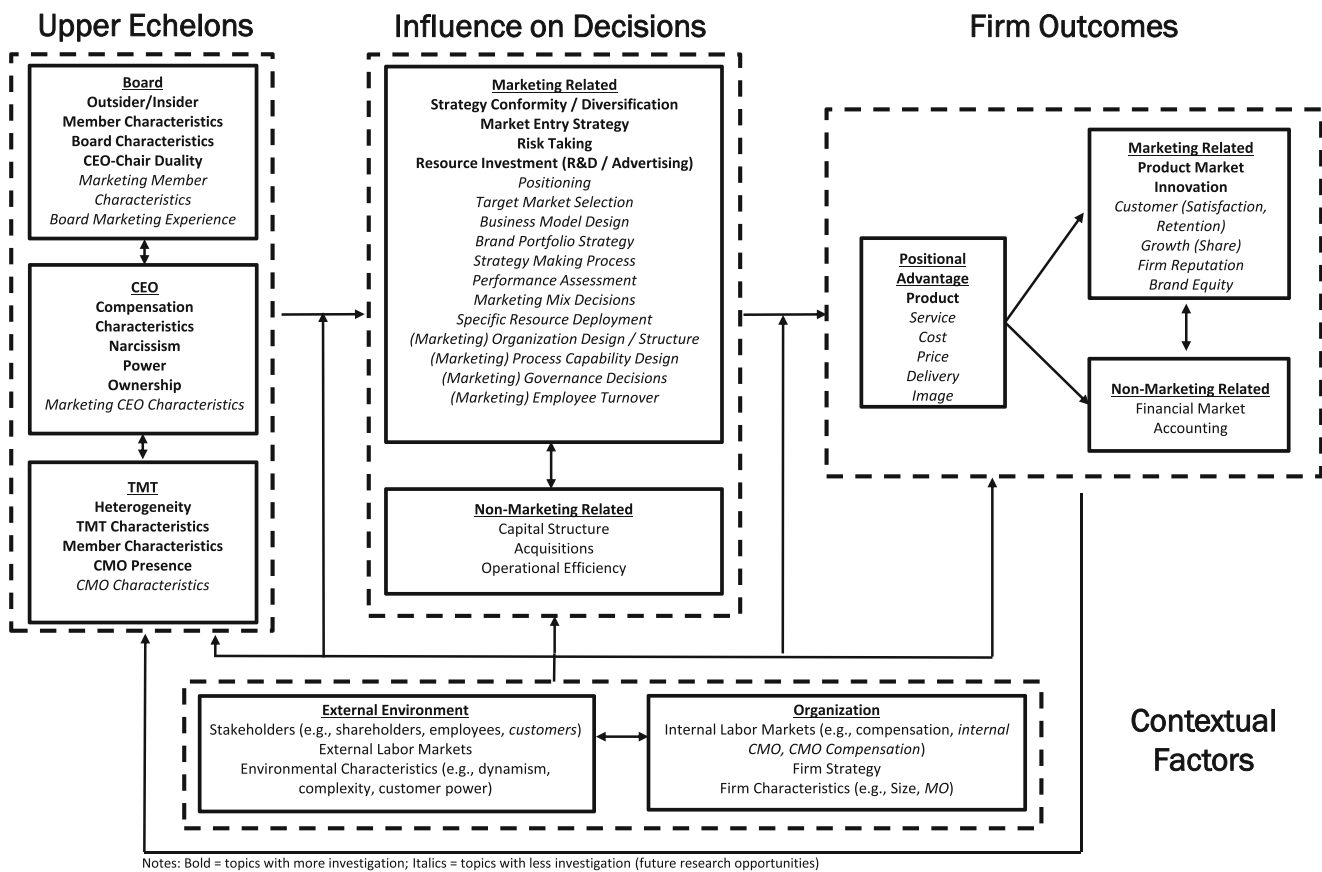 Upper Echelons
Board
Outsider/Insider
Member Characteristics
Board Characteristics
CEO-Chair Duality
Marketing Member
Characteristics
Board Marketing Experience
CEO
Compensation
Characteristics
Narcissism
Power
Ownership
Marketing CEO Characteristics
TMT
Heterogeneity
TMT Characteristics
Member Characteristics
CMO Presence
CMO Characteristics
Influence on Decisions
Marketing Related
Strategy Conformity / Diversification
Market Entry Strategy
Risk Taking
Resource Investment (R&D / Advertising)
Positioning
Target Market Selection
Business Model Design
Brand Portfolio Strategy
Strategy Making Process
Performance Assessment
Marketing Mix Decisions
Specific Resource Deployment
(Marketing) Organization Design / Structure
(Marketing) Process Capability Design
(Marketing) Governance Decisions
(Marketing) Employee Turnover
Non-Marketing Related
Capital Structure
Acquisitions
Operational Efficiency
Firm Outcomes
Positional
Advantage
Product
Service
Cost
Price
Delivery
Image
Marketing Related
Product Market
Innovation
Customer (Satisfaction,
Retention)
Growth (Share)
Firm Reputation
Brand Equity
Non-Marketing Related
Financial Market
Accounting
External Environment
Stakeholders (e.g., shareholders, employees, customers)
External Labor Markets
Environmental Characteristics (e.g., dynamism,
complexity, customer power)
Organization
Internal Labor Markets (e.g., compensation, internal
CMO, CMO Compensation)
Firm Strategy
Firm Characteristics (e.g., Size, MO)
Contextual
Factors
Notes: Bold = topics with more investigation; Italics = topics with less investigation (future research opportunities)